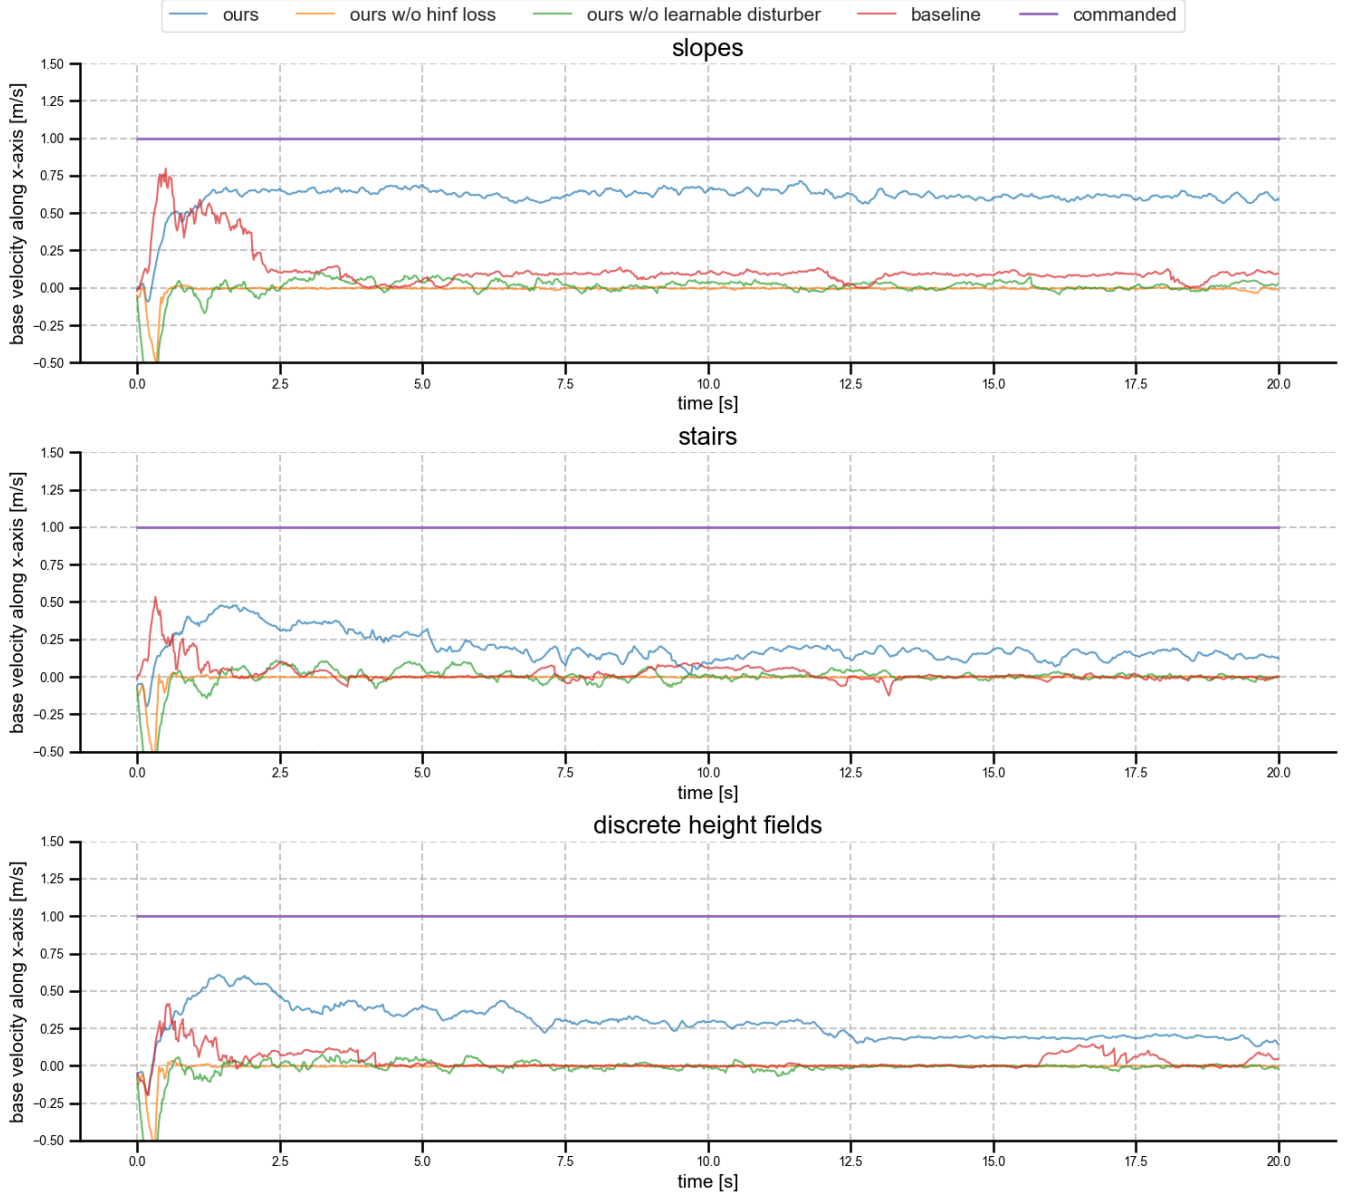 ours ours w/o hinf loss ours w/o learnable disturber baseline commanded
slopes
base velocity along x-axis [m/s]
1.50
1.25
1.00
0.75
0.50
0.25
0.00
−0.25
−0.50
0.0 2.5 5.0 7.5 10.0 12.5 15.0 17.5 20.0
time [s]
stairs
base velocity along x-axis [m/s]
1.50
1.25
1.00
0.75
0.50
0.25
0.00
−0.25
−0.50
0.0 2.5 5.0 7.5 10.0 12.5 15.0 17.5 20.0
time [s]
discrete height fields
base velocity along x-axis [m/s]
1.50
1.25
1.00
0.75
0.50
0.25
0.00
−0.25
−0.50
0.0 2.5 5.0 7.5 10.0 12.5 15.0 17.5 20.0
time [s]